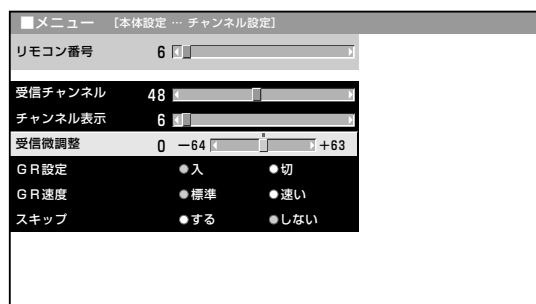 ■メニュー [本体設定 … チャンネル設定]
リモコン番号 6
受信チャンネル 48
チャンネル表示 6
受信微調整 0 －64 ＋63
GR設定 ●入 ●切
GR速度 ●標準 ●速い
スキップ ●する ●しない